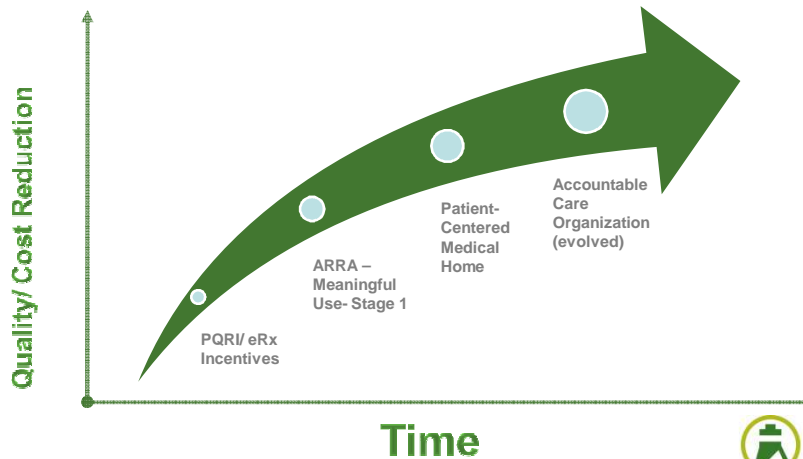 Quality/ Cost Reduction
Accountable
Care
Organization
(evolved)
Patient-
Centered
Medical
Home
ARRA –
Meaningful
Use- Stage 1
PQRI/ eRx
Incentives
Time